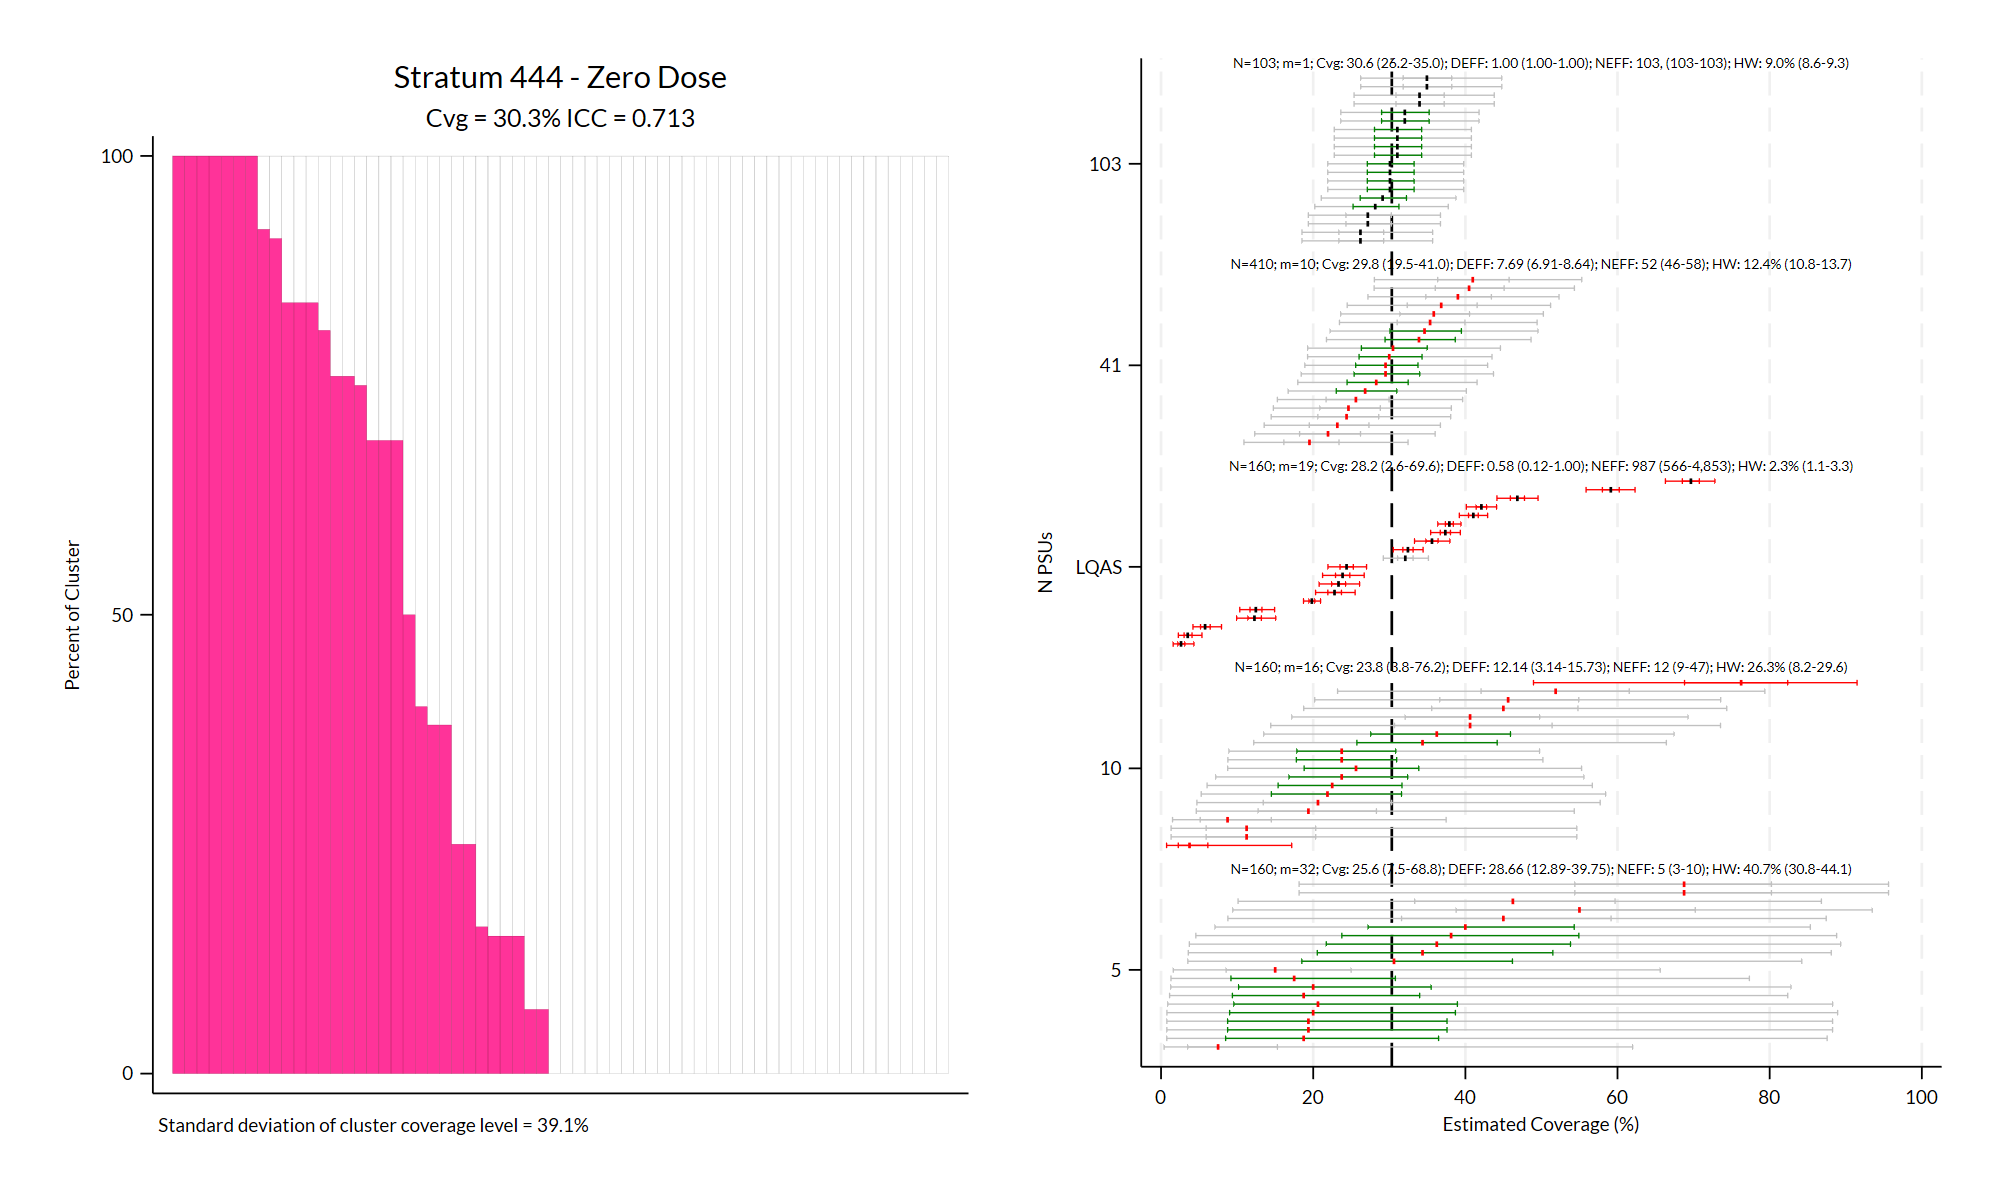 Stratum 444 - Zero Dose
Cvg = 30.3% ICC = 0.713
100
50
0
Percent of Cluster
Standard deviation of cluster coverage level = 39.1%
N=103; m=1; Cvg: 30.6 (26.2-35.0); DEFF: 1.00 (1.00-1.00); NEFF: 103, (103-103); HW: 9.0% (8.6-9.3)
103
N=410; m=10; Cvg: 29.8 (19.5-41.0); DEFF: 7.69 (6.91-8.64); NEFF: 52 (46-58); HW: 12.4% (10.8-13.7)
41
N=160; m=19; Cvg: 28.2 (2.6-69.6); DEFF: 0.58 (0.12-1.00); NEFF: 987 (566-4,853); HW: 2.3% (1.1-3.3)
LQAS
N PSUs
N=160; m=16; Cvg: 23.8 (3.8-76.2); DEFF: 12.14 (3.14-15.73); NEFF: 12 (9-47); HW: 26.3% (8.2-29.6)
10
N=160; m=32; Cvg: 25.6 (7.5-68.8); DEFF: 28.66 (12.89-39.75); NEFF: 5 (3-10); HW: 40.7% (30.8-44.1)
5
0 20 40 60 80 100
Estimated Coverage (%)